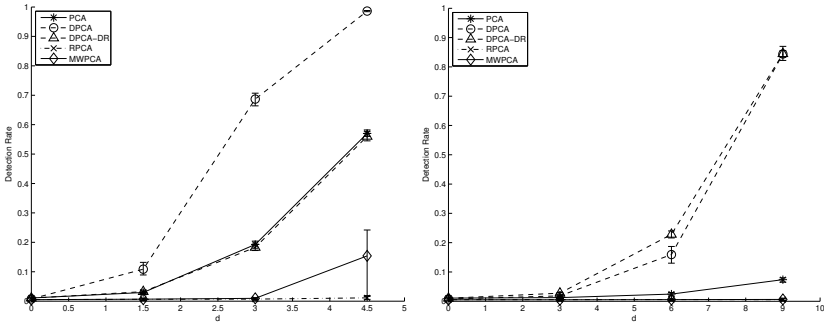 PCA
DPCA
DPCA−DR
RPCA
MWPCA
Detection Rate
1
0.9
0.8
0.7
0.6
0.5
0.4
0.3
0.2
0.1
0
0 0.5 1 1.5 2 2.5 3 3.5 4 4.5 5
d
PCA
DPCA
DPCA−DR
RPCA
MWPCA
Detection Rate
1
0.9
0.8
0.7
0.6
0.5
0.4
0.3
0.2
0.1
0
0 1 2 3 4 5 6 7 8 9 10
d